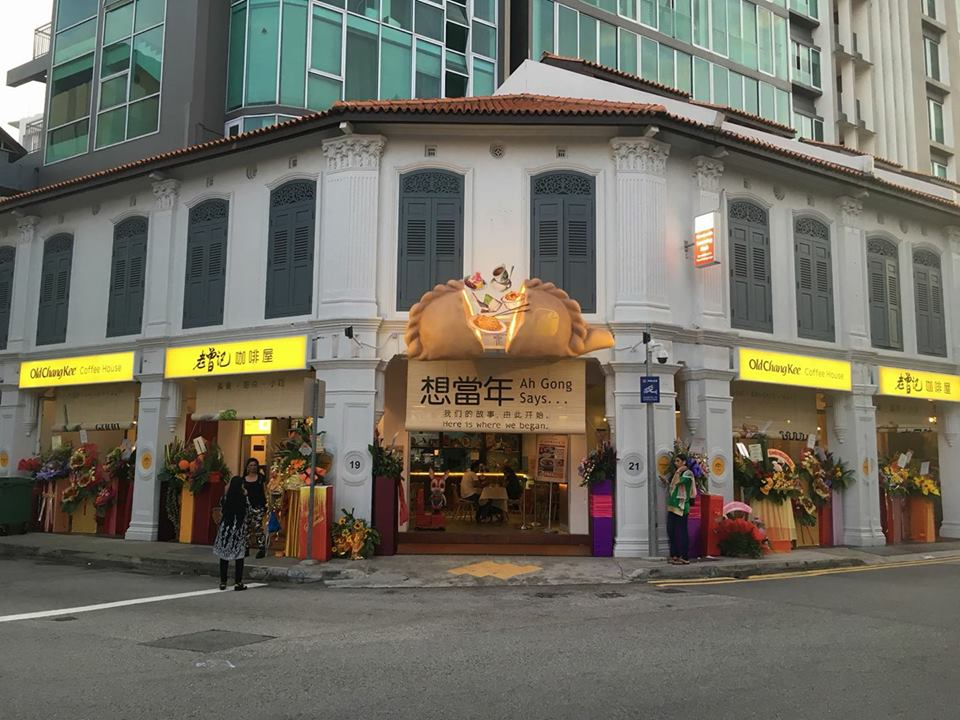 Old Chang Kee Coffee House
老曾记 咖啡屋
想當年 Ah Gong
Says...
我们的故事, 由此开始。
Here is where we began.
Old Chang Kee Coffee House
老曾记 咖啡屋
19
21